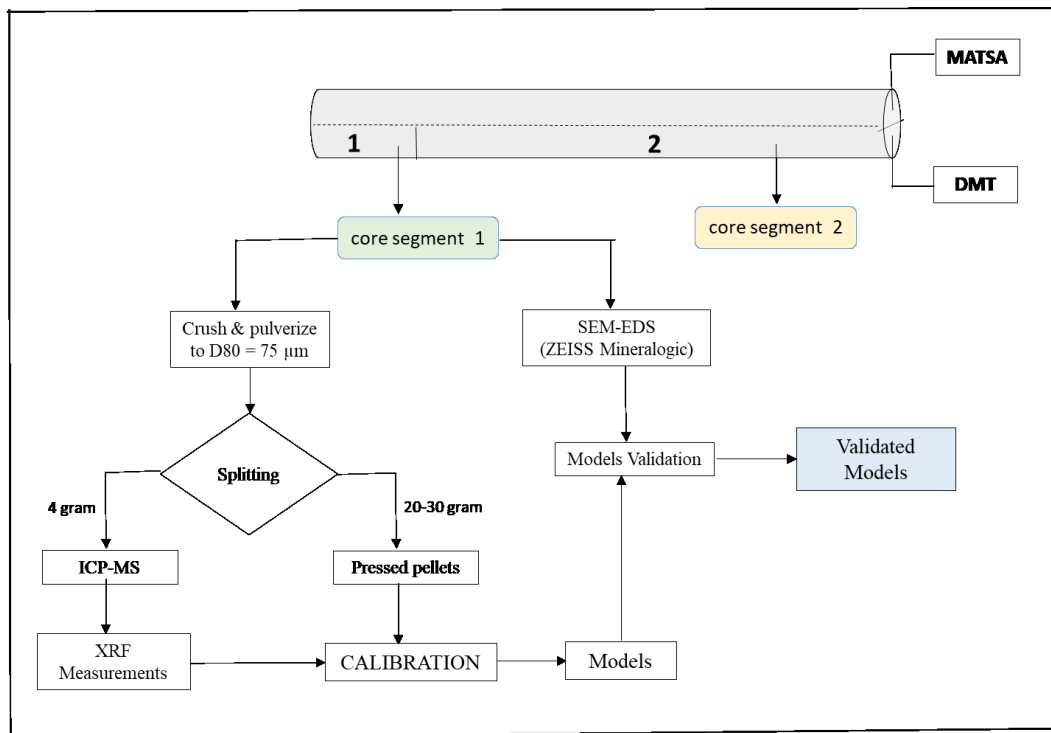 MATSA
1
2
DMT
core segment 1
core segment 2
Crush & pulverize
to D80 = 75 µm
SEM-EDS
(ZEISS Mineralogic)
Splitting
Models Validation
Validated
Models
4 gram
20-30 gram
ICP-MS
Pressed pellets
XRF
Measurements
CALIBRATION
Models